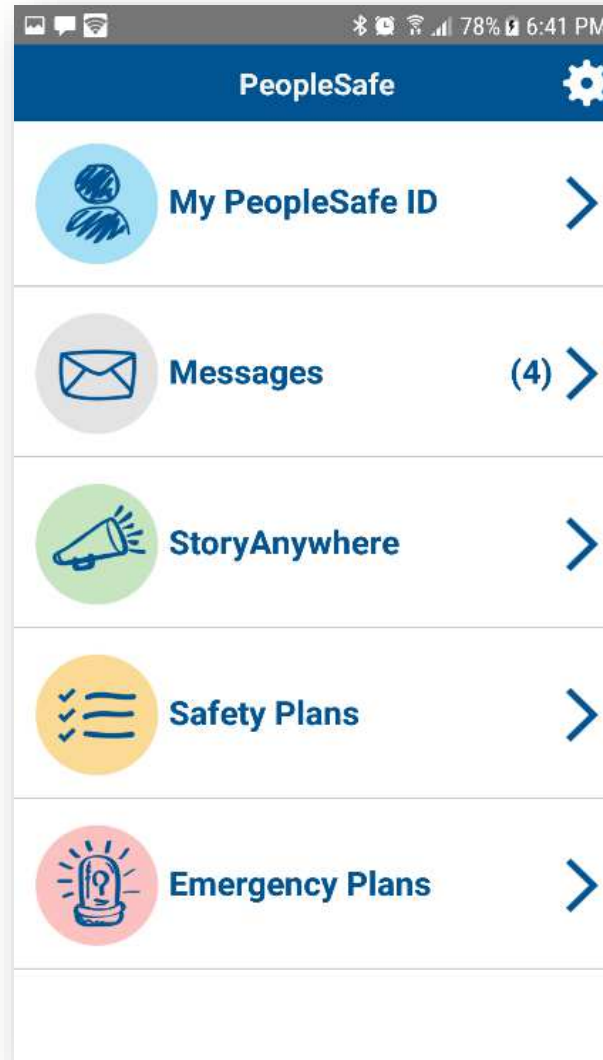 78% 6:41 PM
PeopleSafe
My PeopleSafe ID
Messages (4)
StoryAnywhere
Safety Plans
Emergency Plans